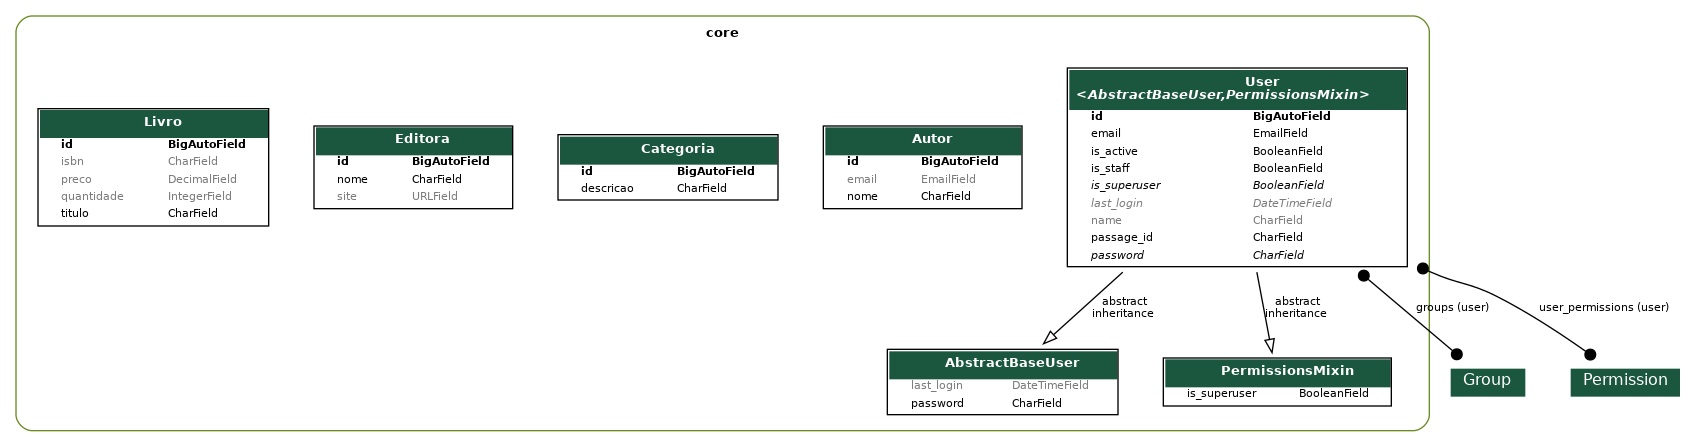 core
Livro
id BigAutoField
isbn CharField
preco DecimalField
quantidade IntegerField
titulo CharField
Editora
id BigAutoField
nome CharField
site URLField
Categoria
id BigAutoField
descricao CharField
Autor
id BigAutoField
email EmailField
nome CharField
User
<AbstractBaseUser,PermissionsMixin>
id BigAutoField
email EmailField
is_active BooleanField
is_staff BooleanField
is_superuser BooleanField
last_login DateTimeField
name CharField
passage_id CharField
password CharField
abstract
inheritance
abstract
inheritance
groups (user)
user_permissions (user)
AbstractBaseUser
last_login DateTimeField
password CharField
PermissionsMixin
is_superuser BooleanField
Group
Permission